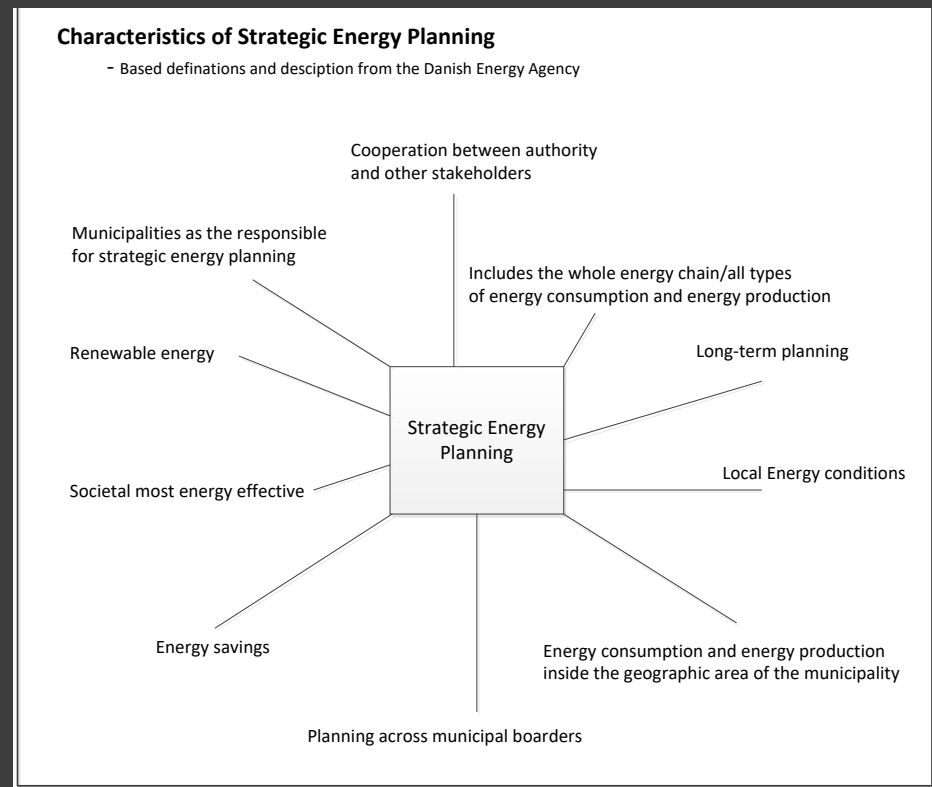 Characteristics of Strategic Energy Planning
- Based definations and desciption from the Danish Energy Agency
Cooperation between authority
and other stakeholders
Municipalities as the responsible
for strategic energy planning
Includes the whole energy chain/all types
of energy consumption and energy production
Renewable energy
Long-term planning
Strategic Energy
Planning
Societal most energy effective
Local Energy conditions
Energy savings
Energy consumption and energy production
inside the geographic area of the municipality
Planning across municipal boarders